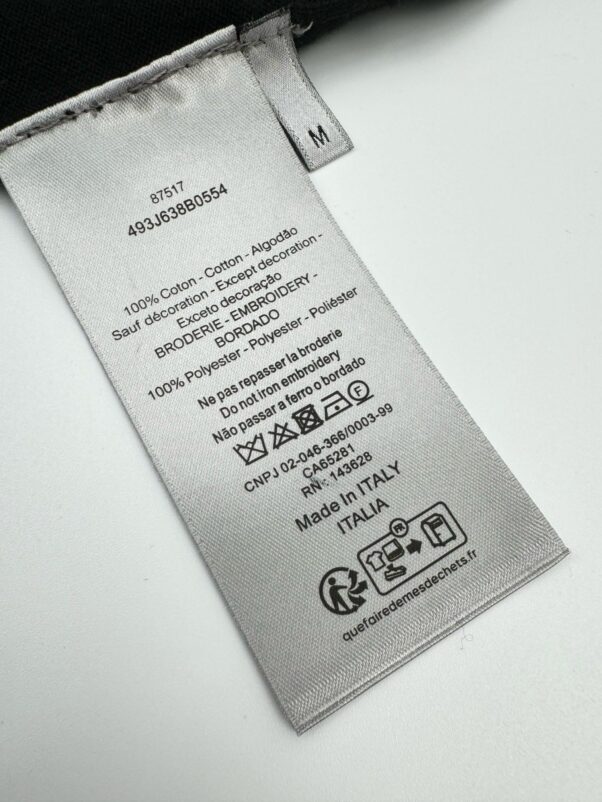 M
87517
493J638B0554
100% Coton - Cotton - Algodão
Sauf décoration - Except decoration -
Exceto decoração
BRODERIE - EMBROIDERY -
BORDADO
100% Polyester - Polyester - Poliéster
Ne pas repasser la broderie
Do not iron embroidery
Não passar a ferro o bordado
F
CNPJ 02-046-366/0003-99
CA65281
RN : 143628
Made In ITALY
ITALIA
FR
quefairedemesdechets.fr